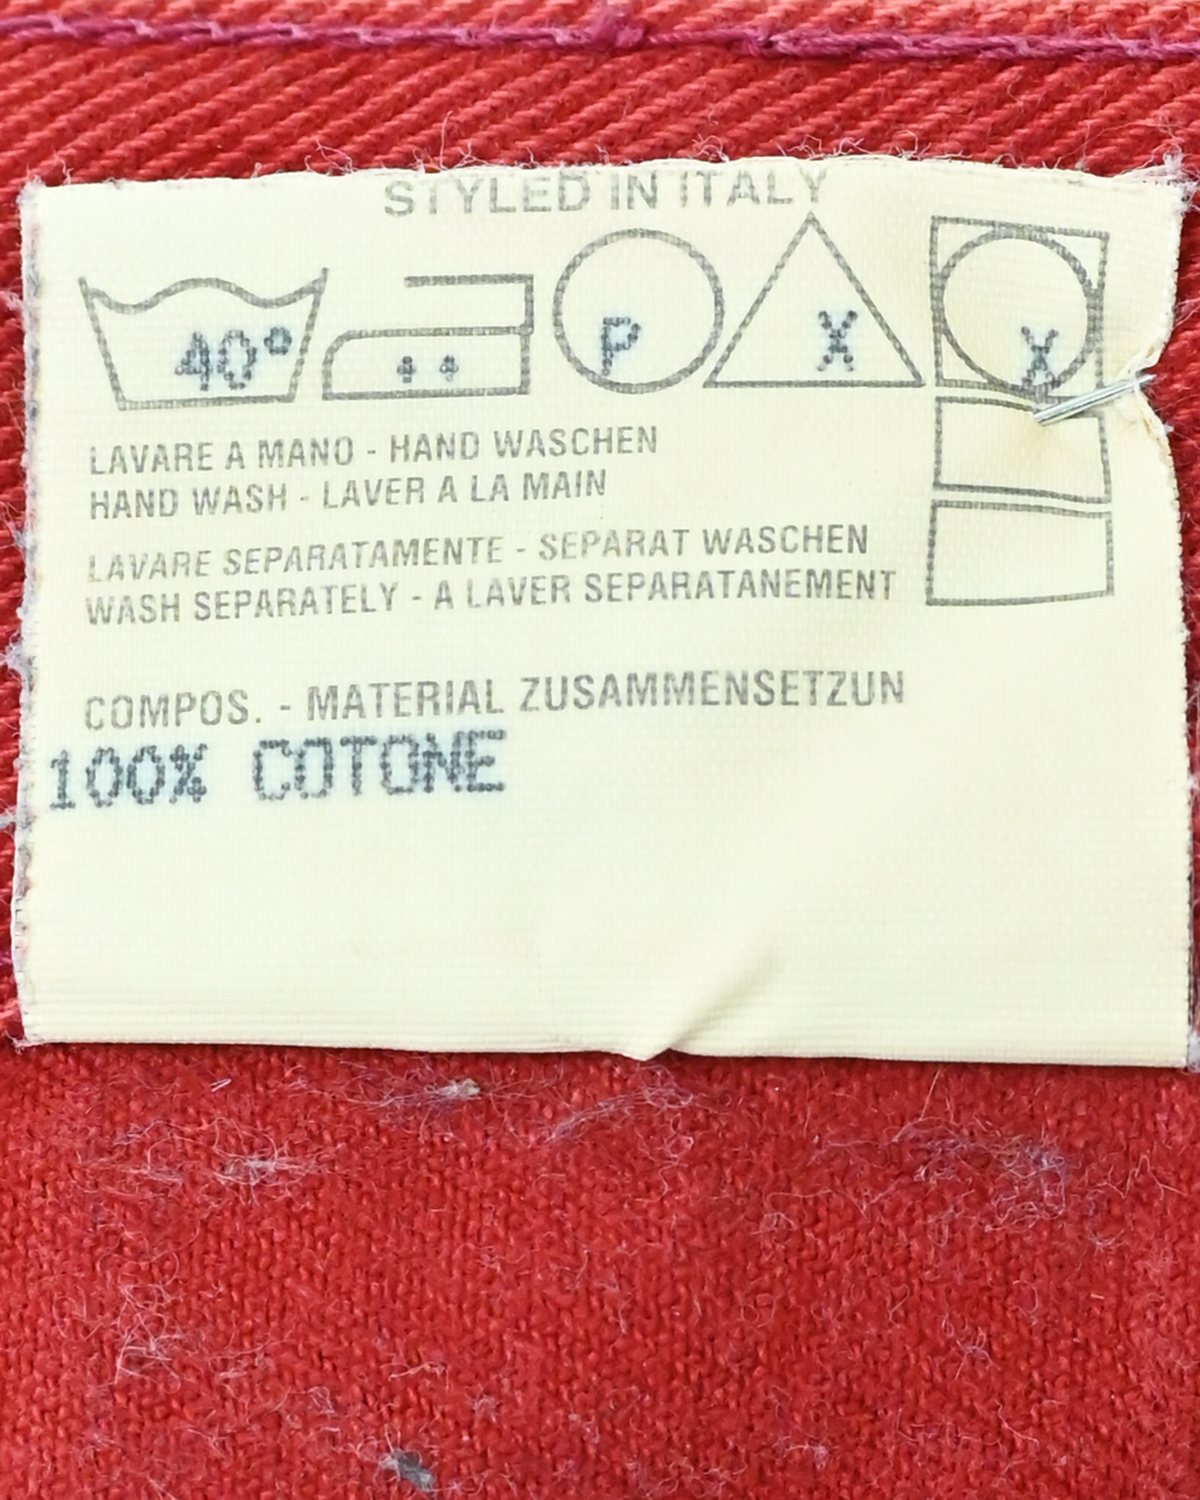 STYLED IN ITALY
40° ++ P X X
LAVARE A MANO - HAND WASCHEN
HAND WASH - LAVER A LA MAIN
LAVARE SEPARATAMENTE - SEPARAT WASCHEN
WASH SEPARATELY - A LAVER SEPARATANEMENT
COMPOS. - MATERIAL ZUSAMMENSETZUN
100% COTONE